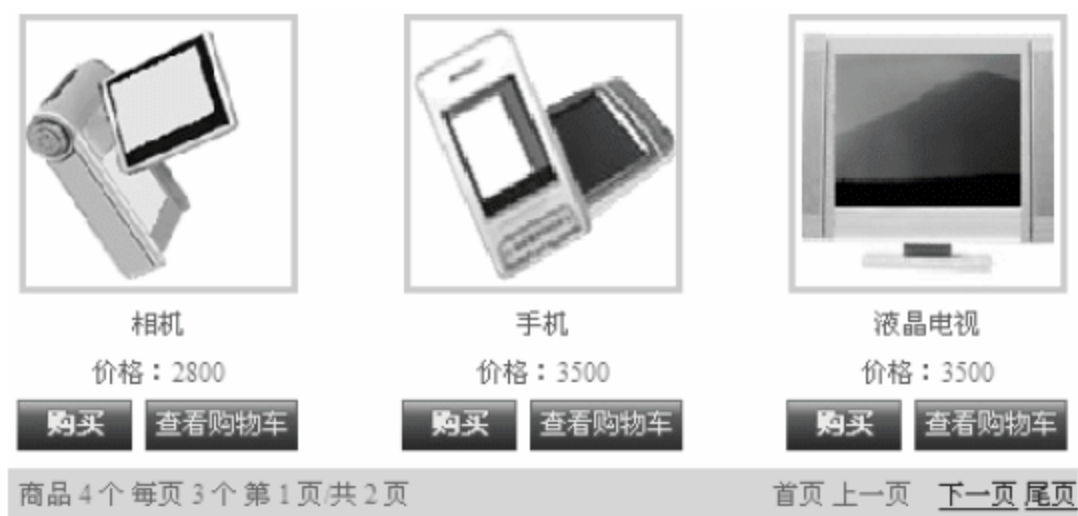 相机 手机 液晶电视
价格：2800 价格：3500 价格：3500
购买 查看购物车 购买 查看购物车 购买 查看购物车
商品 4 个 每页 3 个 第 1 页/共 2 页 首页 上一页 下一页 尾页